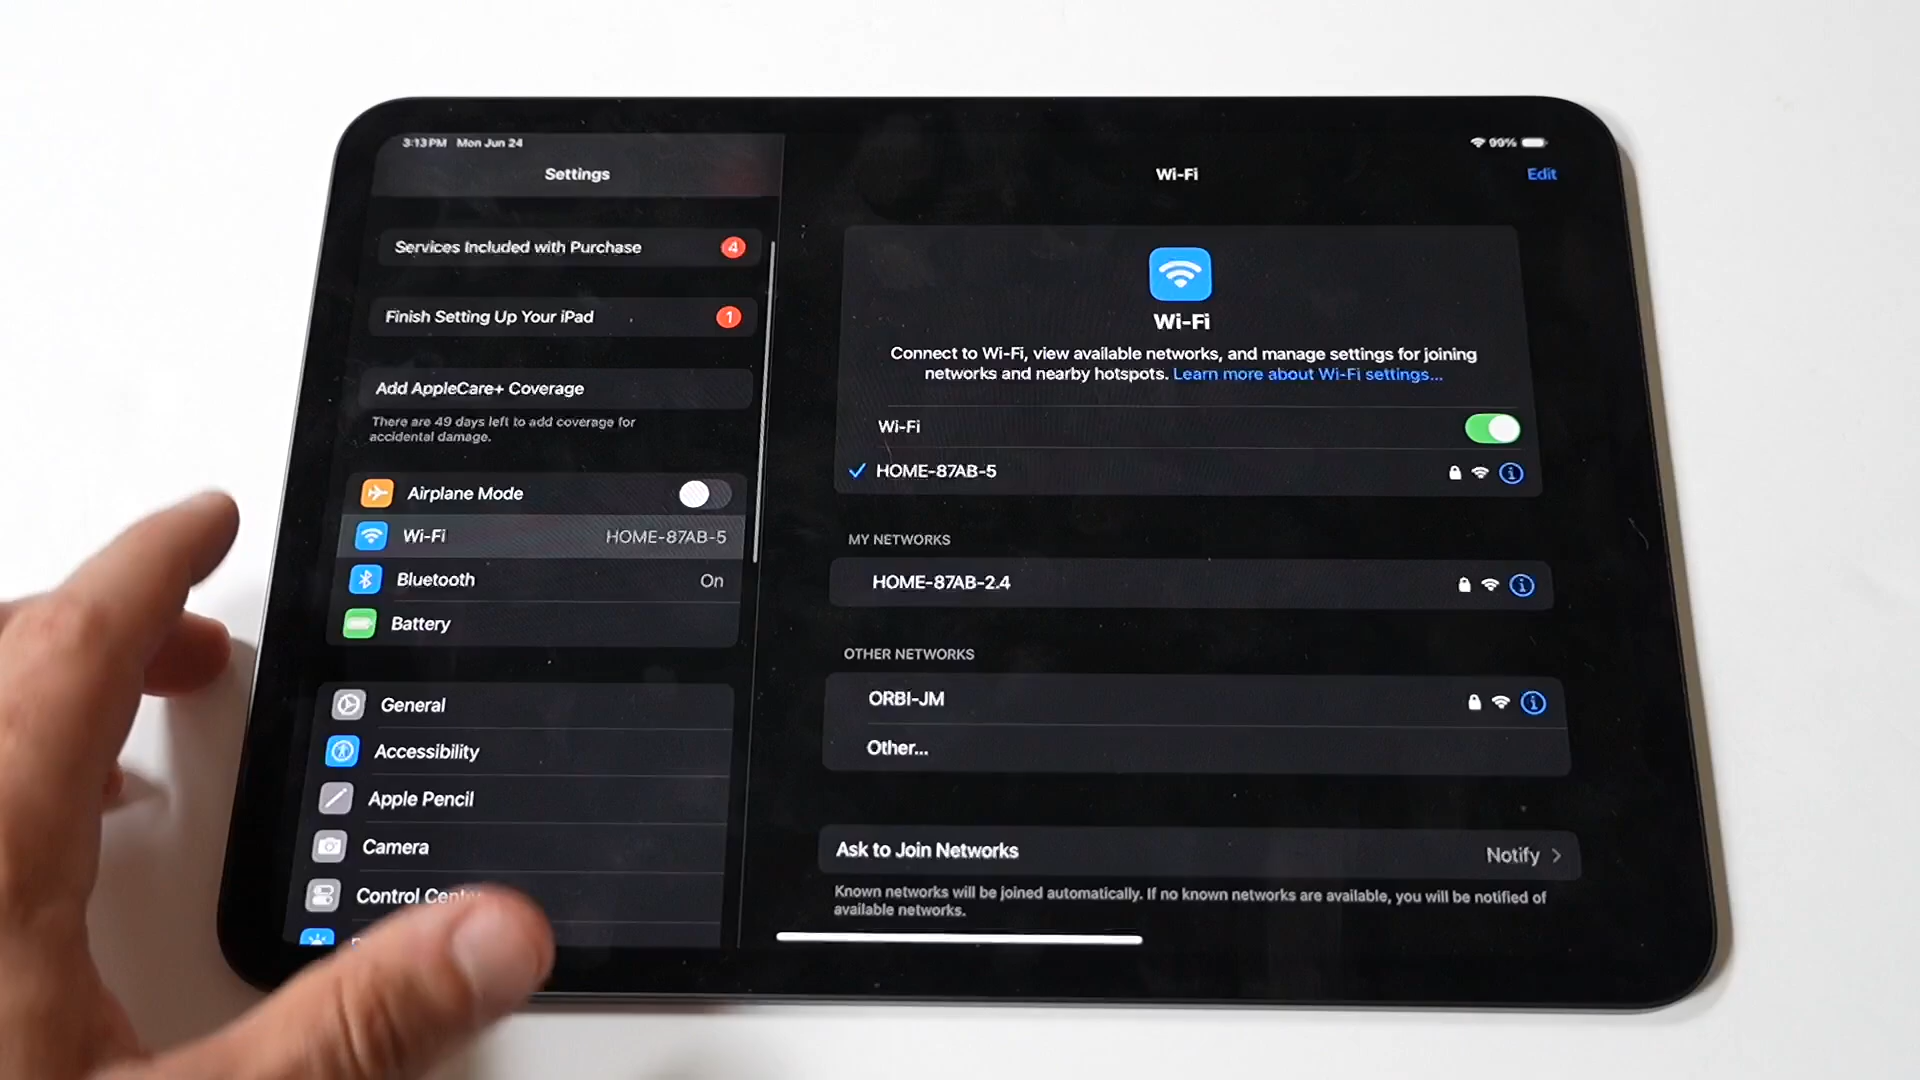 3:13 PM Mon Jun 24
99%
Settings
Services Included with Purchase 4
Finish Setting Up Your iPad 1
Add AppleCare+ Coverage
There are 49 days left to add coverage for
accidental damage.
Airplane Mode
Wi-Fi HOME-87AB-5
Bluetooth On
Battery
General
Accessibility
Apple Pencil
Camera
Control
Wi-Fi
Edit
Wi-Fi
Connect to Wi-Fi, view available networks, and manage settings for joining
networks and nearby hotspots. Learn more about Wi-Fi settings...
Wi-Fi
HOME-87AB-5
MY NETWORKS
HOME-87AB-2.4
OTHER NETWORKS
ORBI-JM
Other...
Ask to Join Networks Notify
Known networks will be joined automatically. If no known networks are available, you will be notified of
available networks.